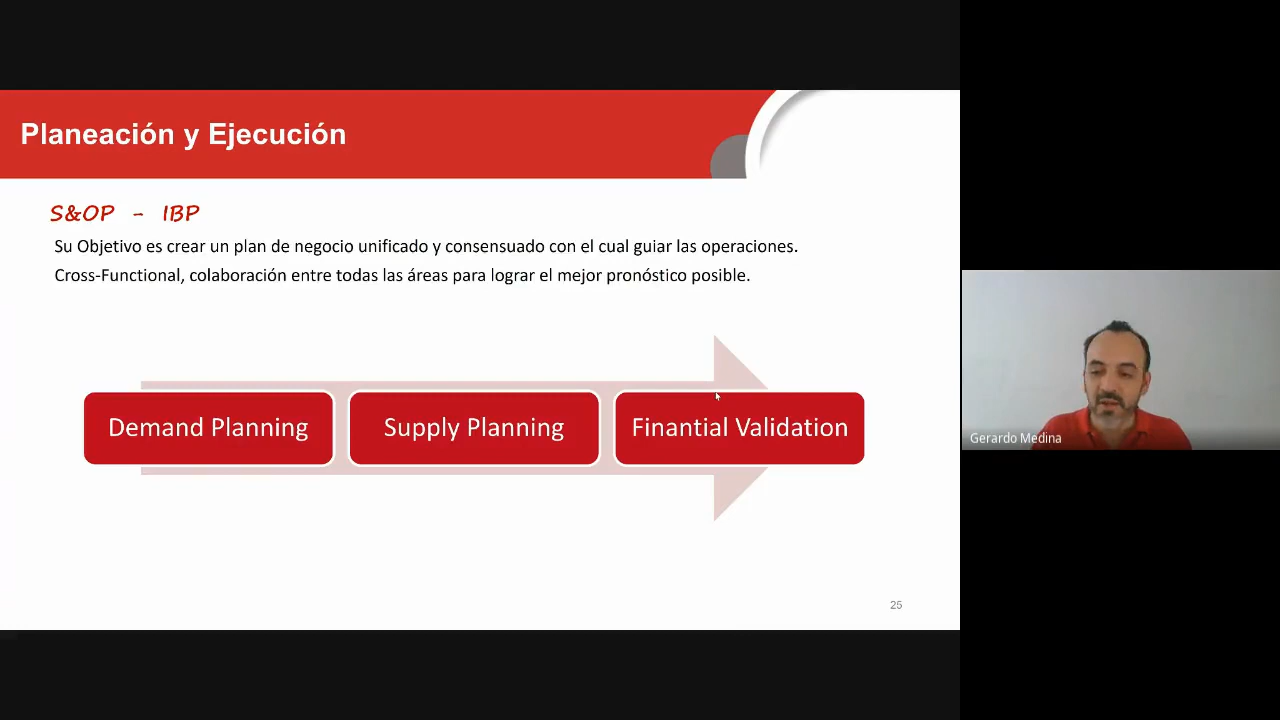 Planeación y Ejecución
S&OP - IBP
Su Objetivo es crear un plan de negocio unificado y consensuado con el cual guiar las operaciones.
Cross-Functional, colaboración entre todas las áreas para lograr el mejor pronóstico posible.
Demand Planning
Supply Planning
Finantial Validation
25
Gerardo Medina